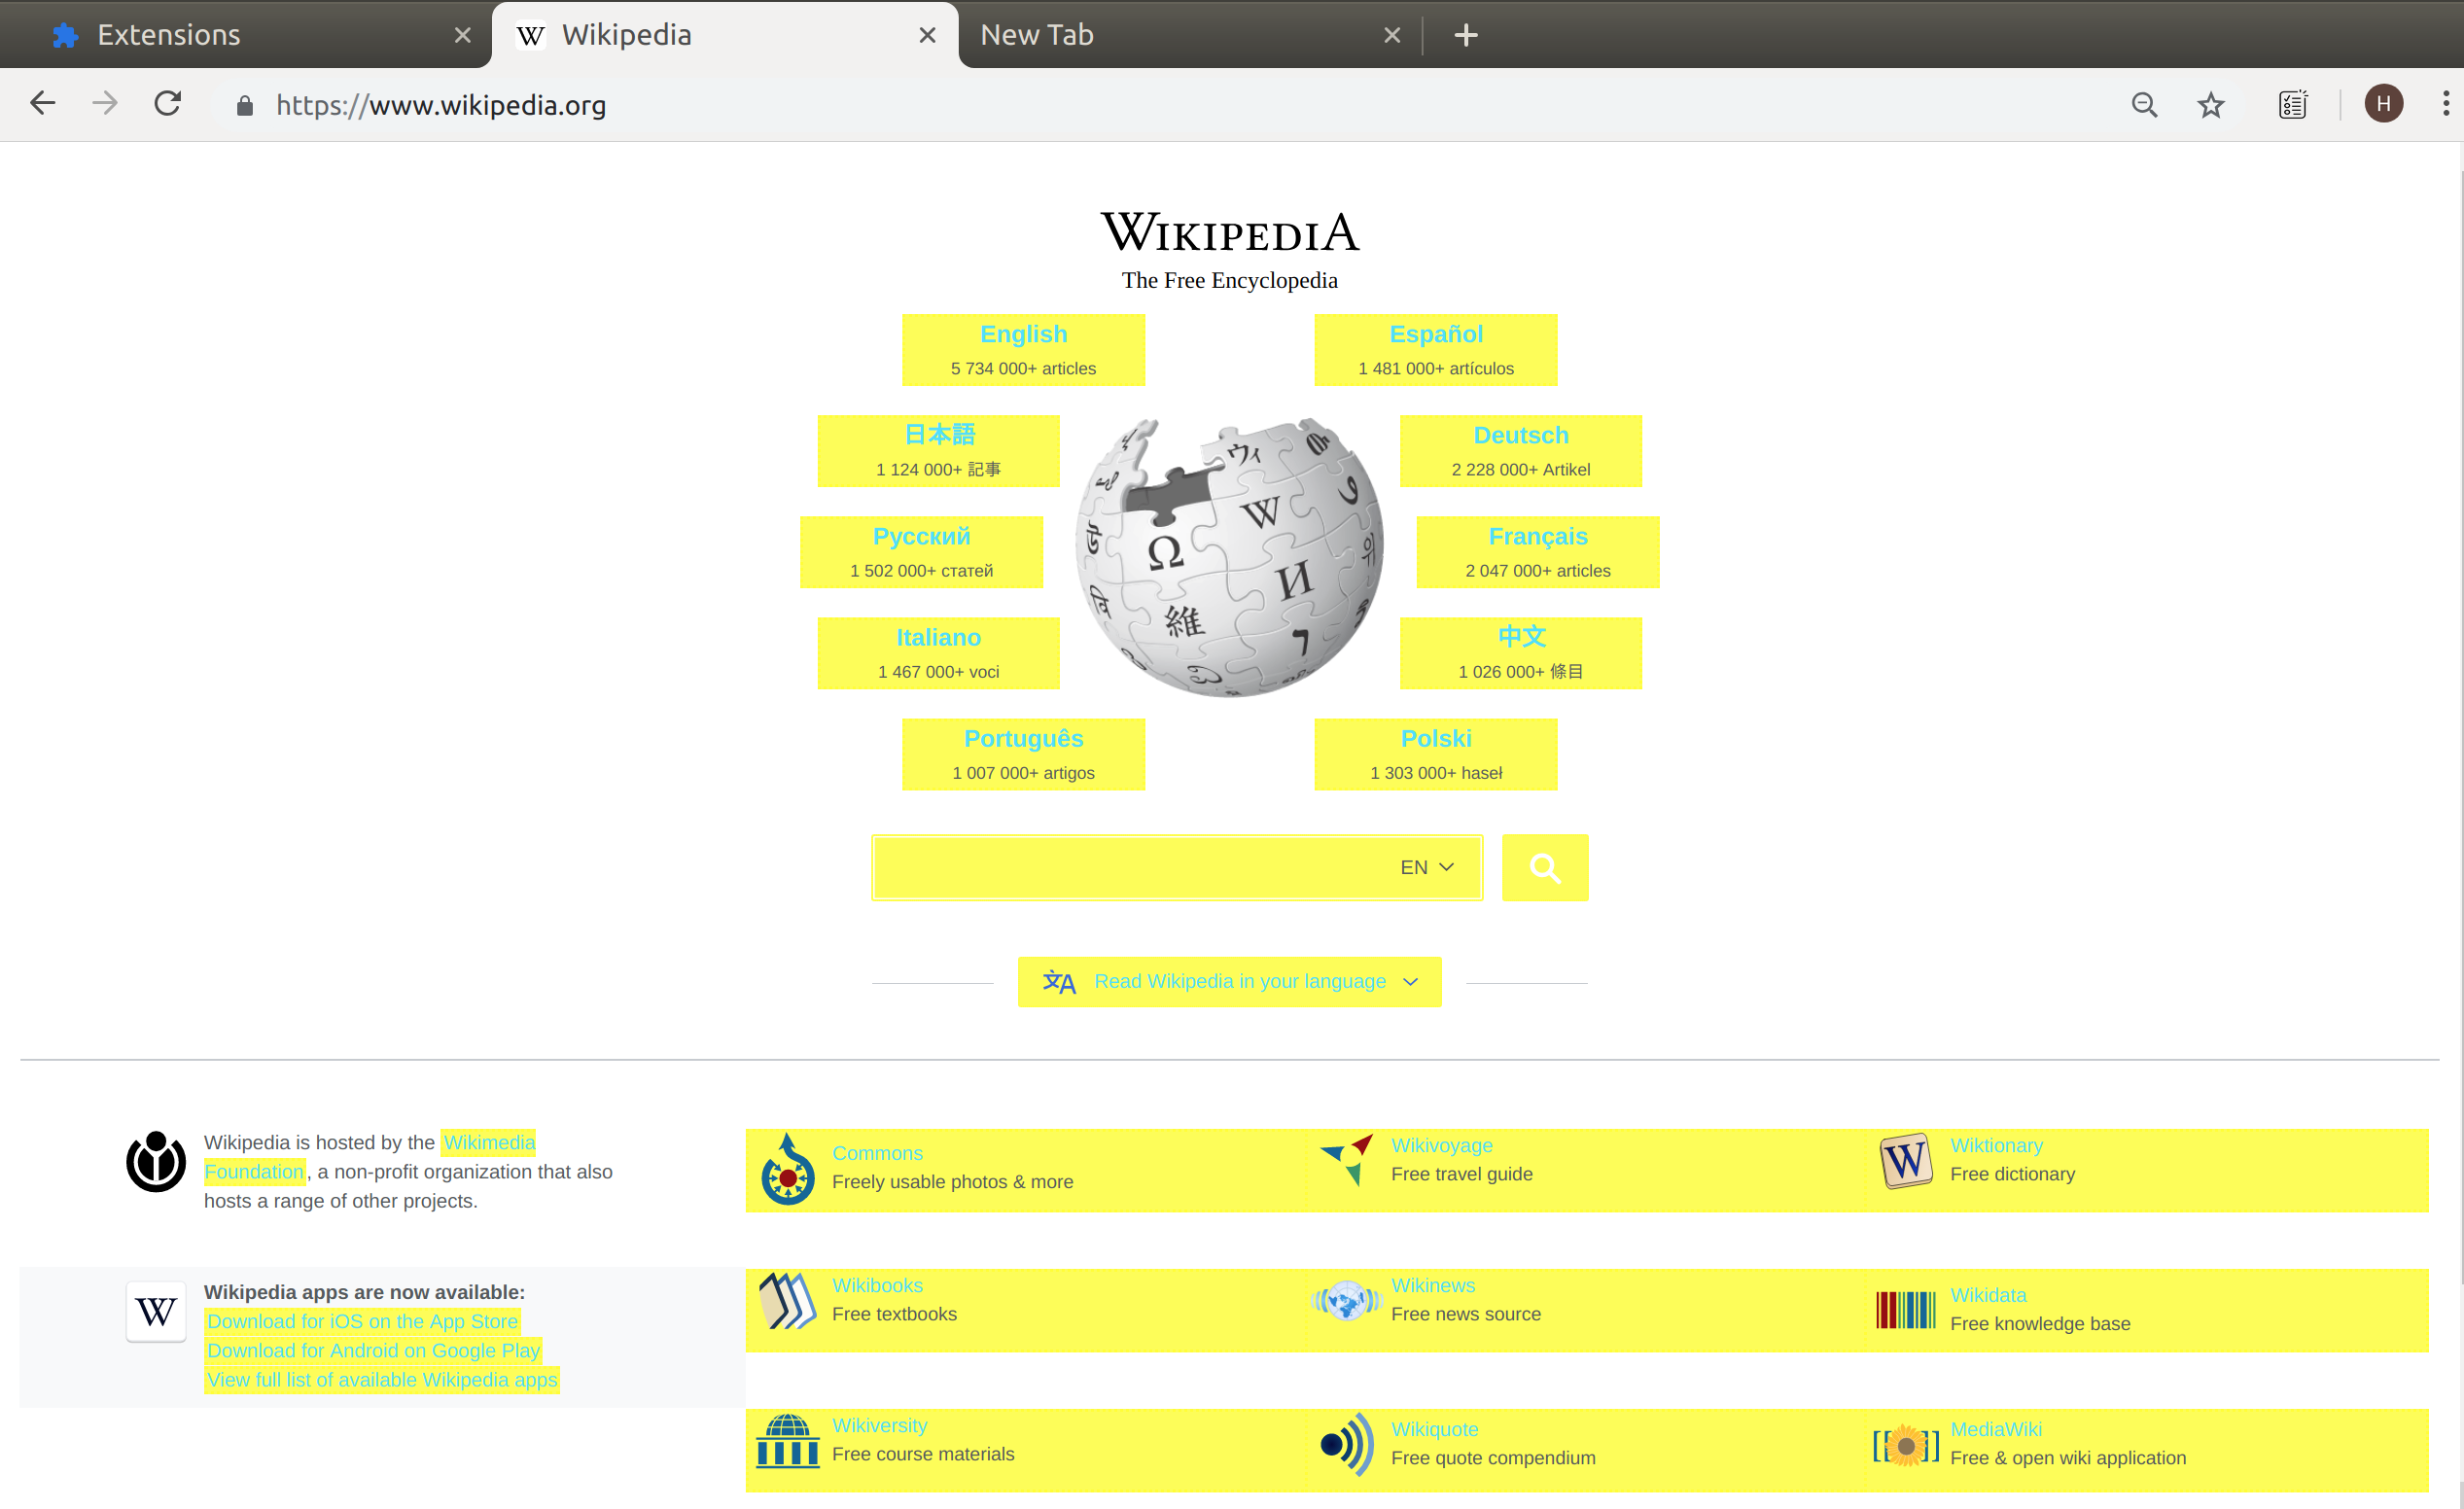 Extensions
Wikipedia
New Tab
https://www.wikipedia.org
H
WIKIPEDIA
The Free Encyclopedia
English
5 734 000+ articles
Español
1 481 000+ artículos
日本語
1 124 000+ 記事
Deutsch
2 228 000+ Artikel
Русский
1 502 000+ статей
Français
2 047 000+ articles
Italiano
1 467 000+ voci
中文
1 026 000+ 條目
Português
1 007 000+ artigos
Polski
1 303 000+ haseł
Ω
W
И
維
ウィ
EN
文A Read Wikipedia in your language
Wikipedia is hosted by the Wikimedia
Foundation, a non-profit organization that also
hosts a range of other projects.
W
Wikipedia apps are now available:
Download for iOS on the App Store
Download for Android on Google Play
View full list of available Wikipedia apps
Commons
Freely usable photos & more
Wikivoyage
Free travel guide
W
Wiktionary
Free dictionary
Wikibooks
Free textbooks
Wikinews
Free news source
Wikidata
Free knowledge base
Wikiversity
Free course materials
Wikiquote
Free quote compendium
MediaWiki
Free & open wiki application